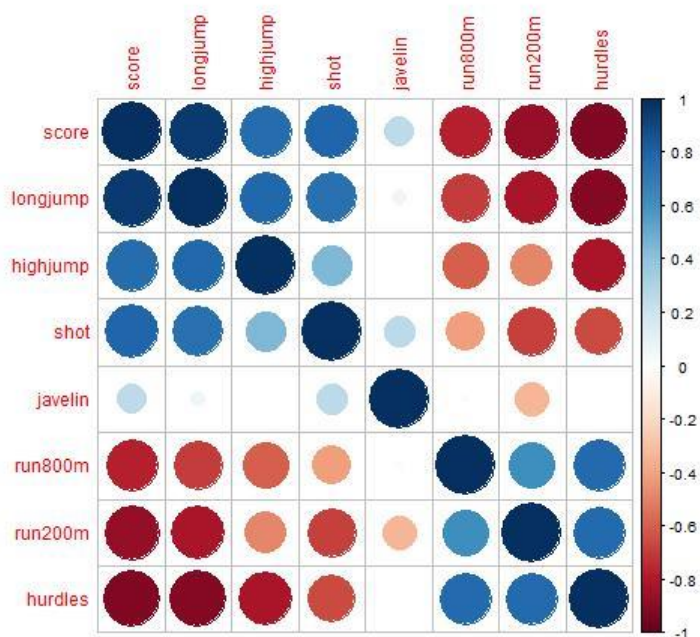 score
longjump
highjump
shot
javelin
run800m
run200m
hurdles
score
longjump
highjump
shot
javelin
run800m
run200m
hurdles
1
0.8
0.6
0.4
0.2
0
-0.2
-0.4
-0.6
-0.8
-1